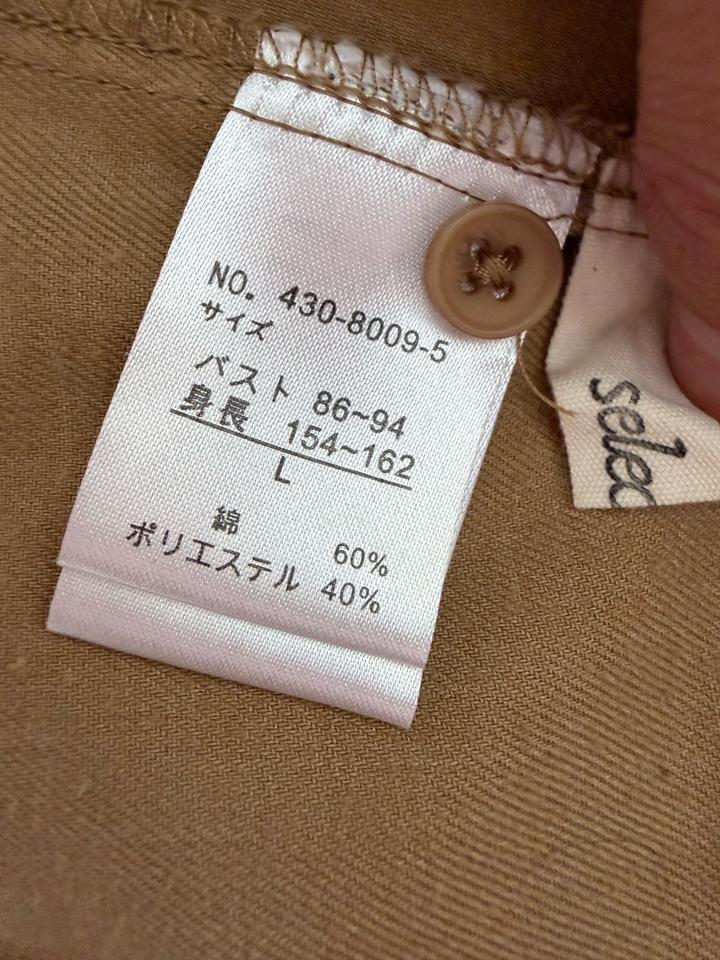 NO. 430-8009-5
サイズ
バスト 86~94
身長 154~162
L
綿 60%
ポリエステル 40%
selec